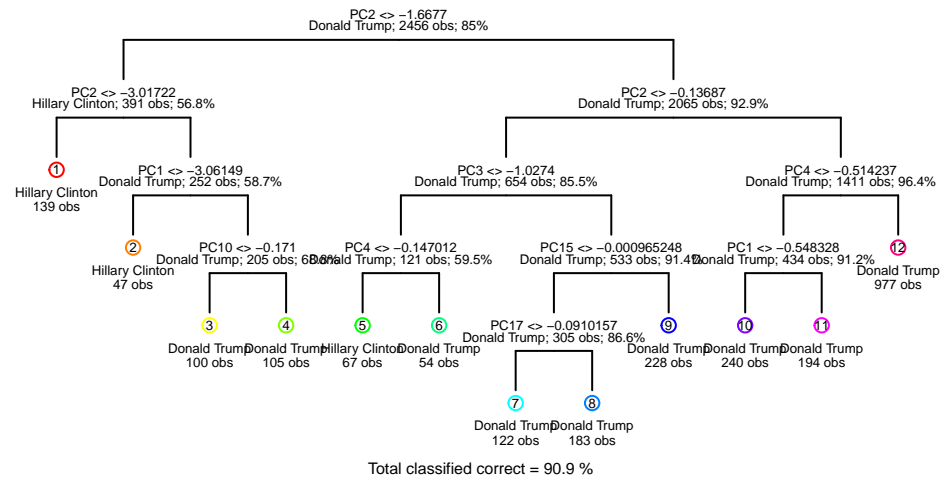 PC2 <> −1.6677
Donald Trump; 2456 obs; 85%
PC2 <> −3.01722
Hillary Clinton; 391 obs; 56.8%
PC2 <> −0.13687
Donald Trump; 2065 obs; 92.9%
1
Hillary Clinton
139 obs
PC1 <> −3.06149
Donald Trump; 252 obs; 58.7%
PC3 <> −1.0274
Donald Trump; 654 obs; 85.5%
PC4 <> −0.514237
Donald Trump; 1411 obs; 96.4%
2
Hillary Clinton
47 obs
PC10 <> −0.171
Donald Trump; 205 obs; 68.8%
PC4 <> −0.147012
Donald Trump; 121 obs; 59.5%
PC15 <> −0.000965248
Donald Trump; 533 obs; 91.4%
PC1 <> −0.548328
Donald Trump; 434 obs; 91.2%
12
Donald Trump
977 obs
3
Donald Trump
100 obs
4
Donald Trump
105 obs
5
Hillary Clinton
67 obs
6
Donald Trump
54 obs
PC17 <> −0.0910157
Donald Trump; 305 obs; 86.6%
9
Donald Trump
228 obs
10
Donald Trump
240 obs
11
Donald Trump
194 obs
7
Donald Trump
122 obs
8
Donald Trump
183 obs
Total classified correct = 90.9 %